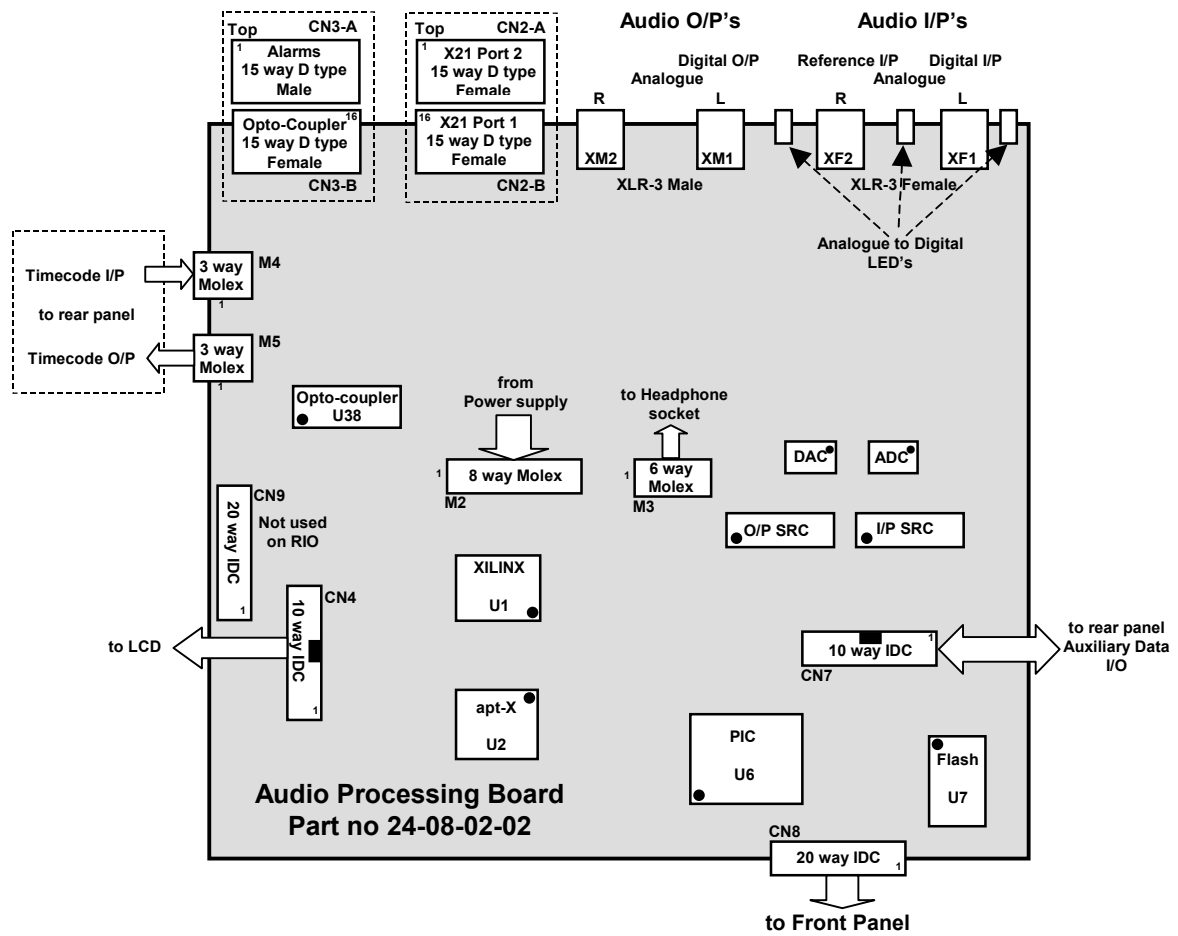 Audio O/P's
Audio I/P's
Top
CN3-A
1
Alarms
15 way D type
Male
Opto-Coupler
16
15 way D type
Female
CN3-B
Top
CN2-A
1
X21 Port 2
15 way D type
Female
16
X21 Port 1
15 way D type
Female
CN2-B
Digital O/P
Analogue
R
L
XM2
XM1
XLR-3 Male
Reference I/P
Digital I/P
Analogue
R
L
XF2
XF1
XLR-3 Female
Analogue to Digital
LED's
Timecode I/P
to rear panel
Timecode O/P
3 way
Molex
M4
1
3 way
Molex
M5
1
Opto-coupler
U38
from
Power supply
1
8 way Molex
M2
to Headphone
socket
1
6 way
Molex
M3
DAC
ADC
O/P SRC
I/P SRC
20 way IDC
1
CN9
Not used
on RIO
10 way IDC
1
CN4
to LCD
XILINX
U1
apt-X
U2
1
10 way IDC
CN7
to rear panel
Auxiliary Data
I/O
PIC
U6
Flash
U7
Audio Processing Board
Part no 24-08-02-02
CN8
20 way IDC
1
to Front Panel